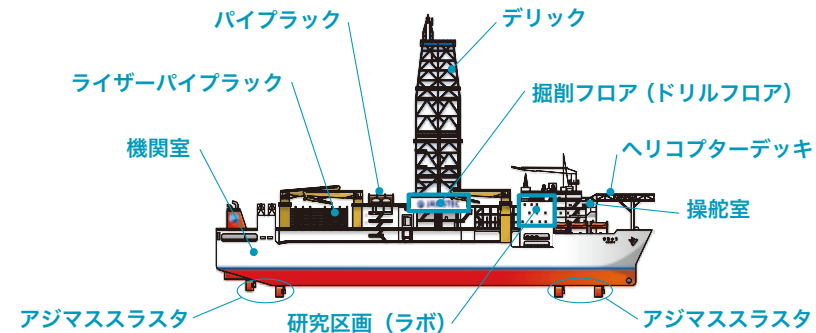 パイプラック
デリック
ライザーパイプラック
掘削フロア（ドリルフロア）
機関室
ヘリコプターデッキ
操舵室
アジマススラスタ
研究区画（ラボ）
アジマススラスタ